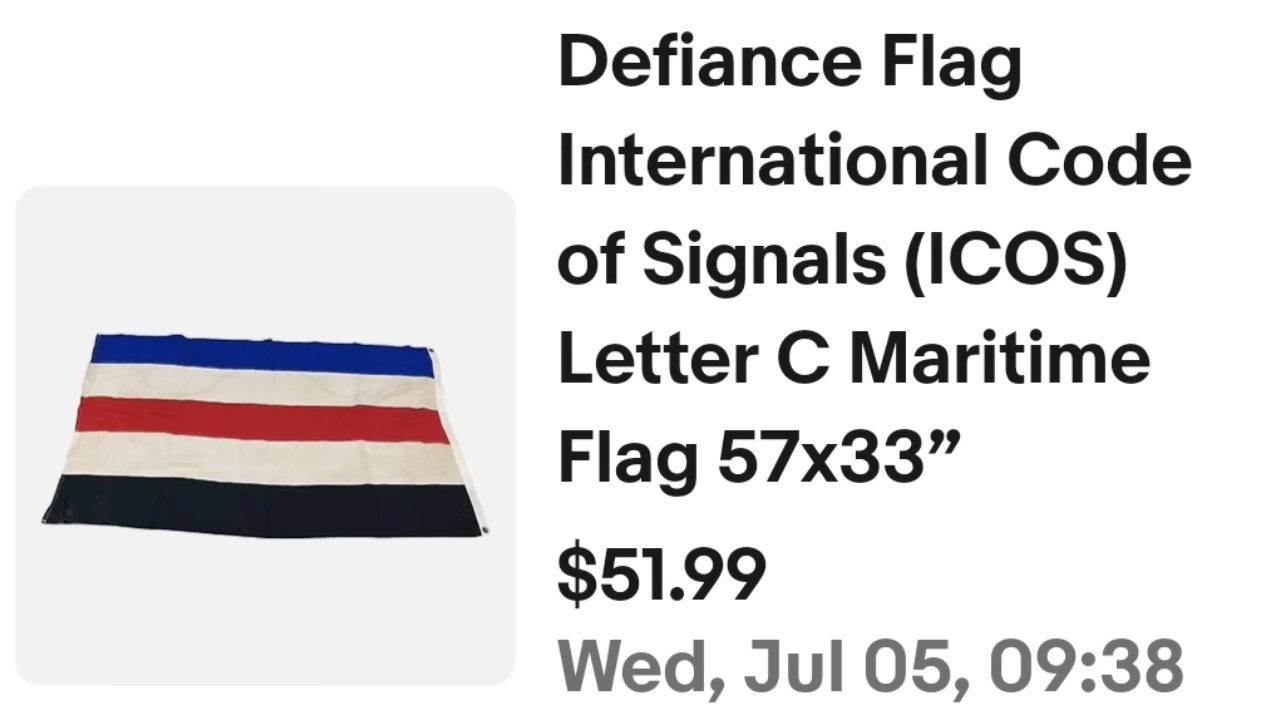 Defiance Flag
International Code
of Signals (ICOS)
Letter C Maritime
Flag 57x33”
$51.99
Wed, Jul 05, 09:38